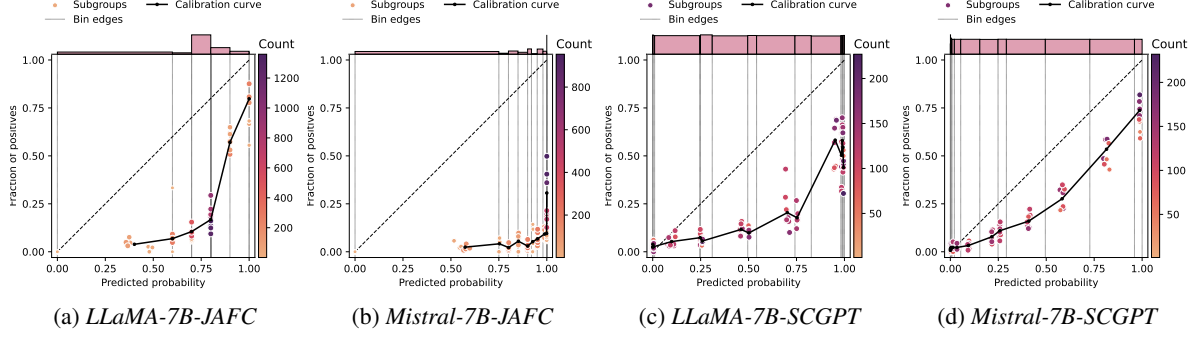 Subgroups Calibration curve
Bin edges
Count
1.00
0.75
0.50
0.25
0.00
Fraction of positives
1200
1000
800
600
400
200
0.00 0.25 0.50 0.75 1.00
Predicted probability
(a) LLaMA-7B-JAFC
Subgroups Calibration curve
Bin edges
Count
1.00
0.75
0.50
0.25
0.00
Fraction of positives
800
600
400
200
0.00 0.25 0.50 0.75 1.00
Predicted probability
(b) Mistral-7B-JAFC
Subgroups Calibration curve
Bin edges
Count
1.00
0.75
0.50
0.25
0.00
Fraction of positives
200
150
100
50
0.00 0.25 0.50 0.75 1.00
Predicted probability
(c) LLaMA-7B-SCGPT
Subgroups Calibration curve
Bin edges
Count
1.00
0.75
0.50
0.25
0.00
Fraction of positives
200
150
100
50
0.00 0.25 0.50 0.75 1.00
Predicted probability
(d) Mistral-7B-SCGPT